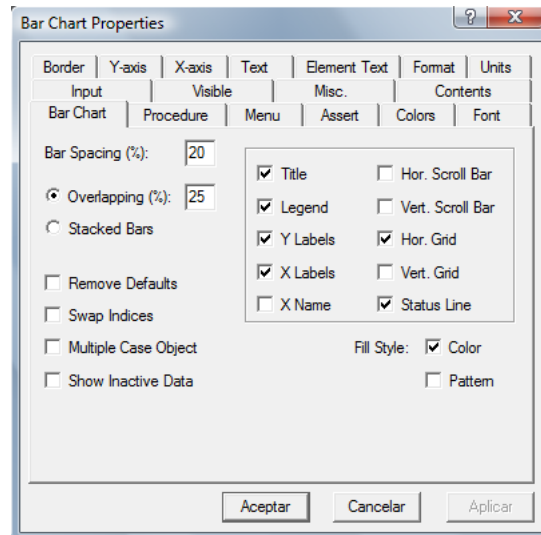 Bar Chart Properties
Border Y-axis X-axis Text Element Text Format Units
Input Visible Misc. Contents
Bar Chart Procedure Menu Assert Colors Font
Bar Spacing (%): 20
Overlapping (%): 25
Stacked Bars
Remove Defaults
Swap Indices
Multiple Case Object
Show Inactive Data
Title Hor. Scroll Bar
Legend Vert. Scroll Bar
Y Labels Hor. Grid
X Labels Vert. Grid
X Name Status Line
Fill Style: Color
Pattern
Aceptar Cancelar Aplicar